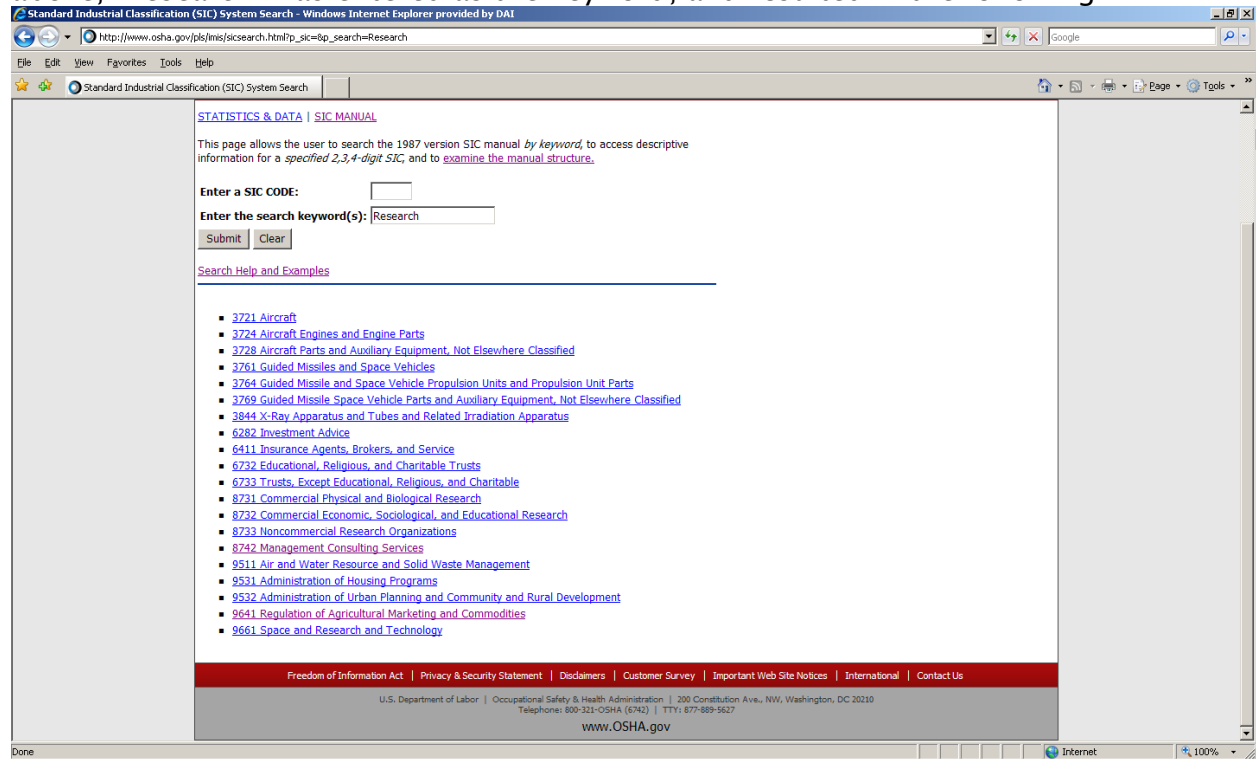 Standard Industrial Classification (SIC) System Search - Windows Internet Explorer provided by DAI
http://www.osha.gov/pls/imis/sicsearch.html?p_sic=&p_search=Research
Google
File Edit View Favorites Tools Help
Standard Industrial Classification (SIC) System Search
Page Tools
STATISTICS & DATA | SIC MANUAL
This page allows the user to search the 1987 version SIC manual by keyword, to access descriptive
information for a specified 2,3,4-digit SIC, and to examine the manual structure.
Enter a SIC CODE:
Enter the search keyword(s): Research
Submit Clear
Search Help and Examples
3721 Aircraft
3724 Aircraft Engines and Engine Parts
3728 Aircraft Parts and Auxiliary Equipment, Not Elsewhere Classified
3761 Guided Missiles and Space Vehicles
3764 Guided Missile and Space Vehicle Propulsion Units and Propulsion Unit Parts
3769 Guided Missile Space Vehicle Parts and Auxiliary Equipment, Not Elsewhere Classified
3844 X-Ray Apparatus and Tubes and Related Irradiation Apparatus
6282 Investment Advice
6411 Insurance Agents, Brokers, and Service
6732 Educational, Religious, and Charitable Trusts
6733 Trusts, Except Educational, Religious, and Charitable
8731 Commercial Physical and Biological Research
8732 Commercial Economic, Sociological, and Educational Research
8733 Noncommercial Research Organizations
8742 Management Consulting Services
9511 Air and Water Resource and Solid Waste Management
9531 Administration of Housing Programs
9532 Administration of Urban Planning and Community and Rural Development
9641 Regulation of Agricultural Marketing and Commodities
9661 Space and Research and Technology
Freedom of Information Act | Privacy & Security Statement | Disclaimers | Customer Survey | Important Web Site Notices | International | Contact Us
U.S. Department of Labor | Occupational Safety & Health Administration | 200 Constitution Ave., NW, Washington, DC 20210
Telephone: 800-321-OSHA (6742) | TTY: 877-889-5627
www.OSHA.gov
Done Internet 100%